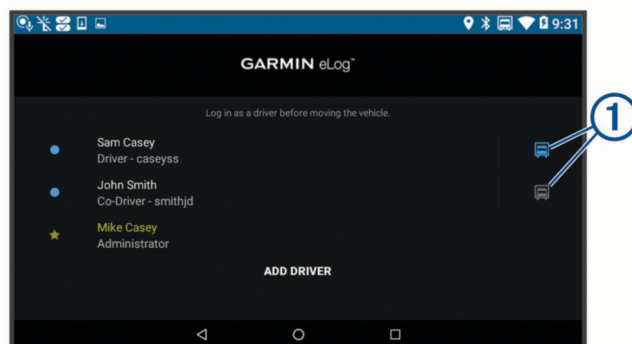 9:31
GARMIN eLog™
Log in as a driver before moving the vehicle.
Sam Casey
Driver - caseyss
John Smith
Co-Driver - smithjd
Mike Casey
Administrator
ADD DRIVER
1